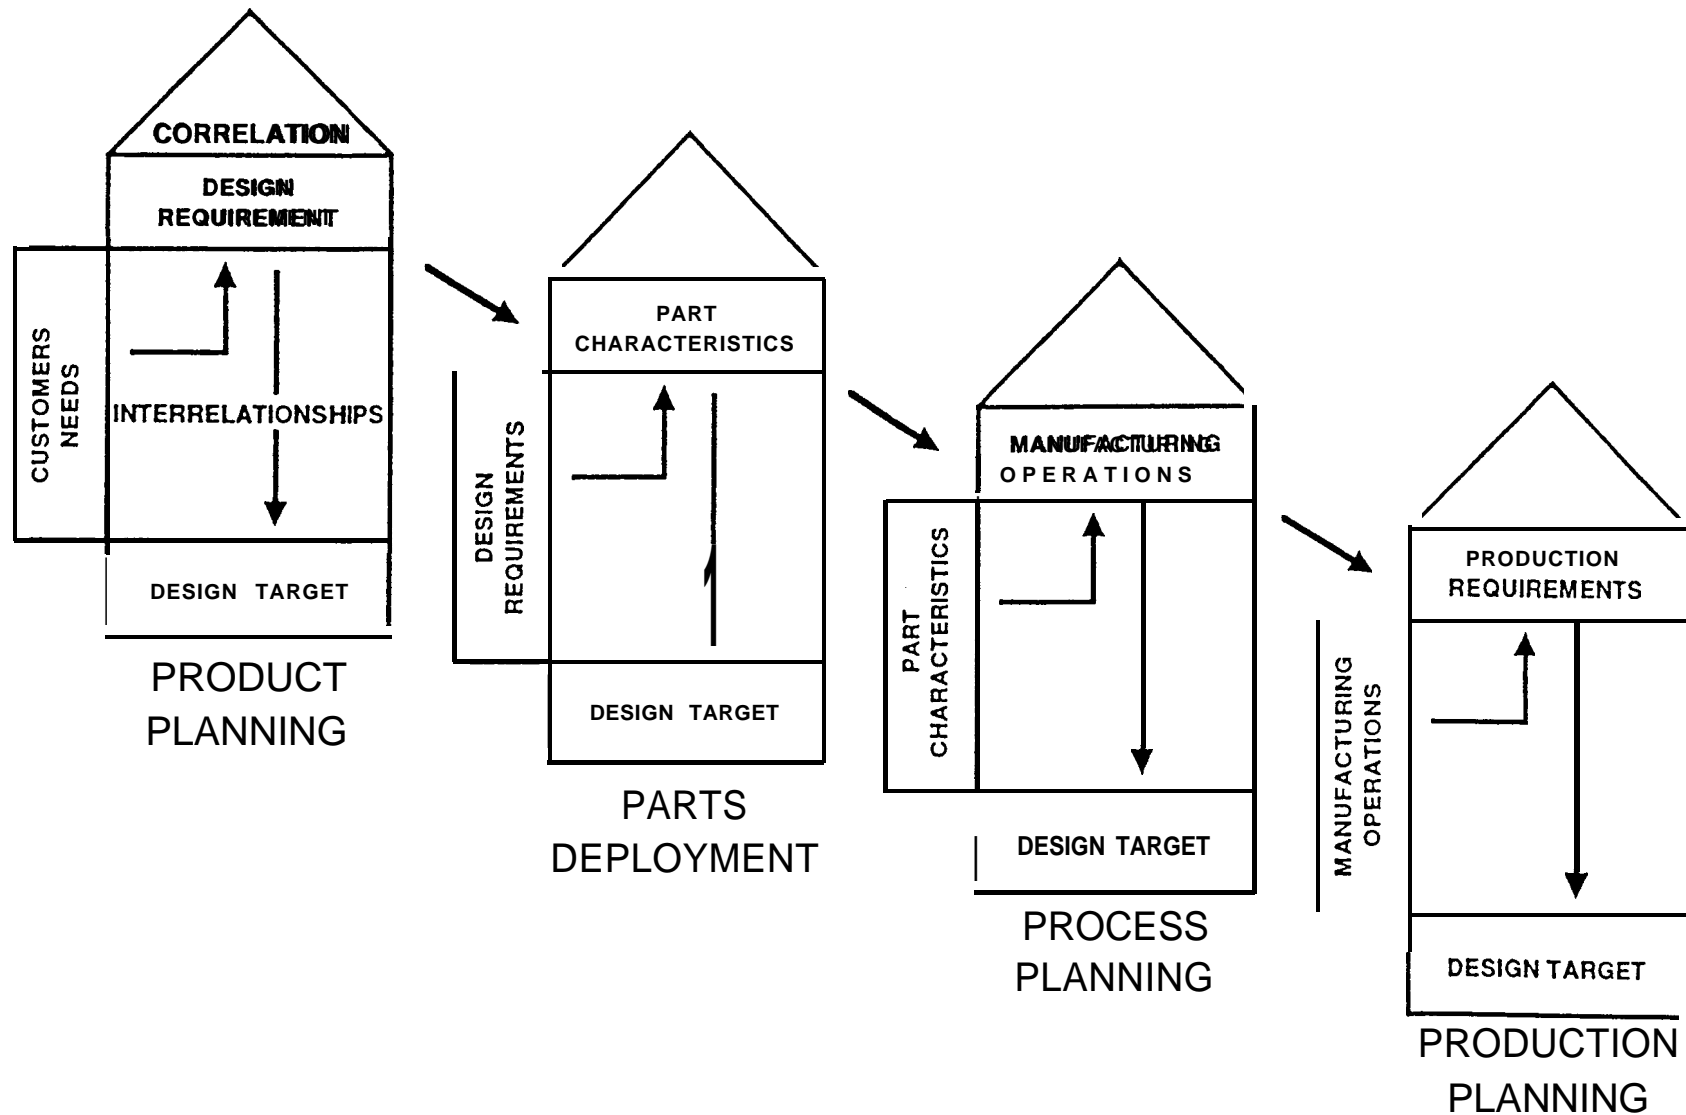 CORRELATION
DESIGN
REQUIREMENT
CUSTOMERS
NEEDS
INTERRELATIONSHIPS
DESIGN TARGET
PRODUCT
PLANNING
PART
CHARACTERISTICS
DESIGN
REQUIREMENTS
DESIGN TARGET
PARTS
DEPLOYMENT
MANUFACTURING
OPERATIONS
PART
CHARACTERISTICS
DESIGN TARGET
PROCESS
PLANNING
PRODUCTION
REQUIREMENTS
MANUFACTURING
OPERATIONS
DESIGN TARGET
PRODUCTION
PLANNING